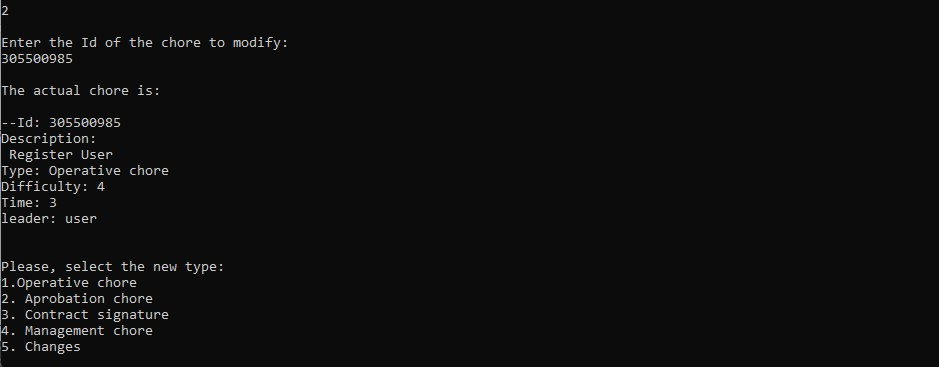 2
Enter the Id of the chore to modify:
305500985
The actual chore is:
--Id: 305500985
Description:
Register User
Type: Operative chore
Difficulty: 4
Time: 3
leader: user
Please, select the new type:
1.Operative chore
2. Aprobation chore
3. Contract signature
4. Management chore
5. Changes